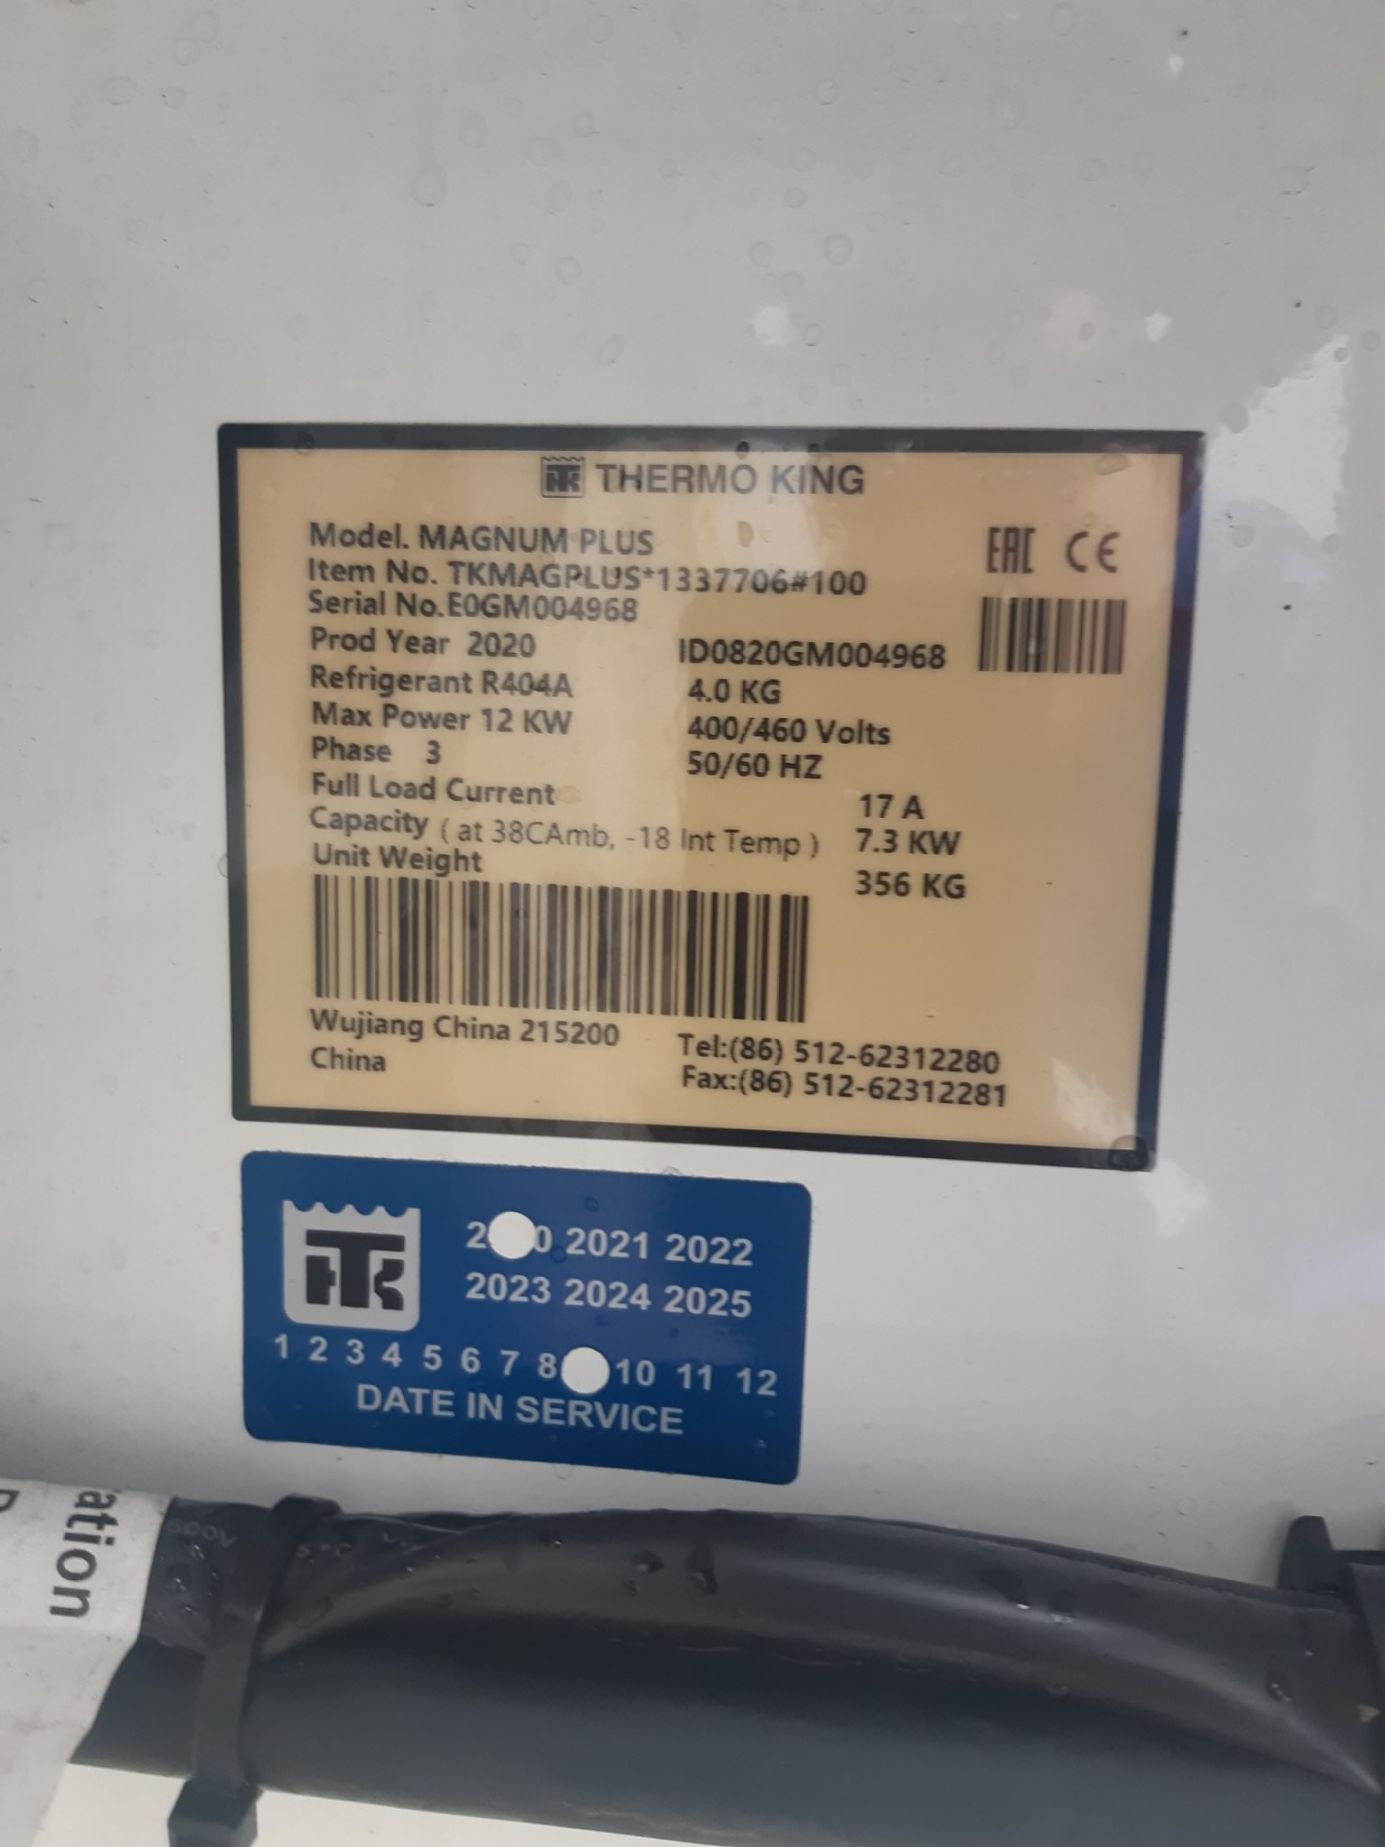 THERMO KING
Model. MAGNUM PLUS
EAC CE
Item No. TKMAGPLUS*1337706#100
Serial No.E0GM004968
Prod Year 2020 ID0820GM004968
Refrigerant R404A 4.0 KG
Max Power 12 KW 400/460 Volts
Phase 3 50/60 HZ
Full Load Current 17 A
Capacity ( at 38CAmb, -18 Int Temp ) 7.3 KW
Unit Weight 356 KG
Wujiang China 215200 Tel:(86) 512-62312280
China Fax:(86) 512-62312281
TK
2021 2022
2023 2024 2025
1 2 3 4 5 6 7 8 10 11 12
DATE IN SERVICE
ation
600V